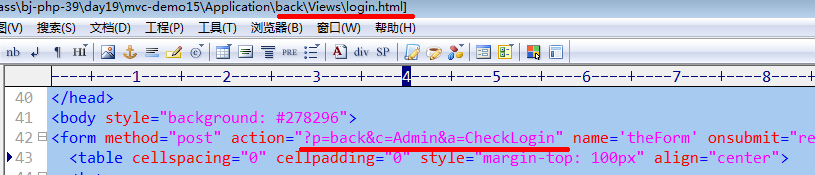 ass\bj-php-39\day19\mvc-demo15\Application\back\Views\login.html]
搜索(S) 文档(D) 工程(P) 工具(T) 浏览器(B) 窗口(W) 帮助(H)
nb ↵ ¶ HI PRE div SP
----+----1----+----2----+----3----+----4----+----5----+----6----+----7----+----8----+
40 </head>
41 <body style="background: #278296">
42 <form method="post" action="?p=back&c=Admin&a=CheckLogin" name='theForm' onsubmit="re
43 <table cellspacing="0" cellpadding="0" style="margin-top: 100px" align="center">